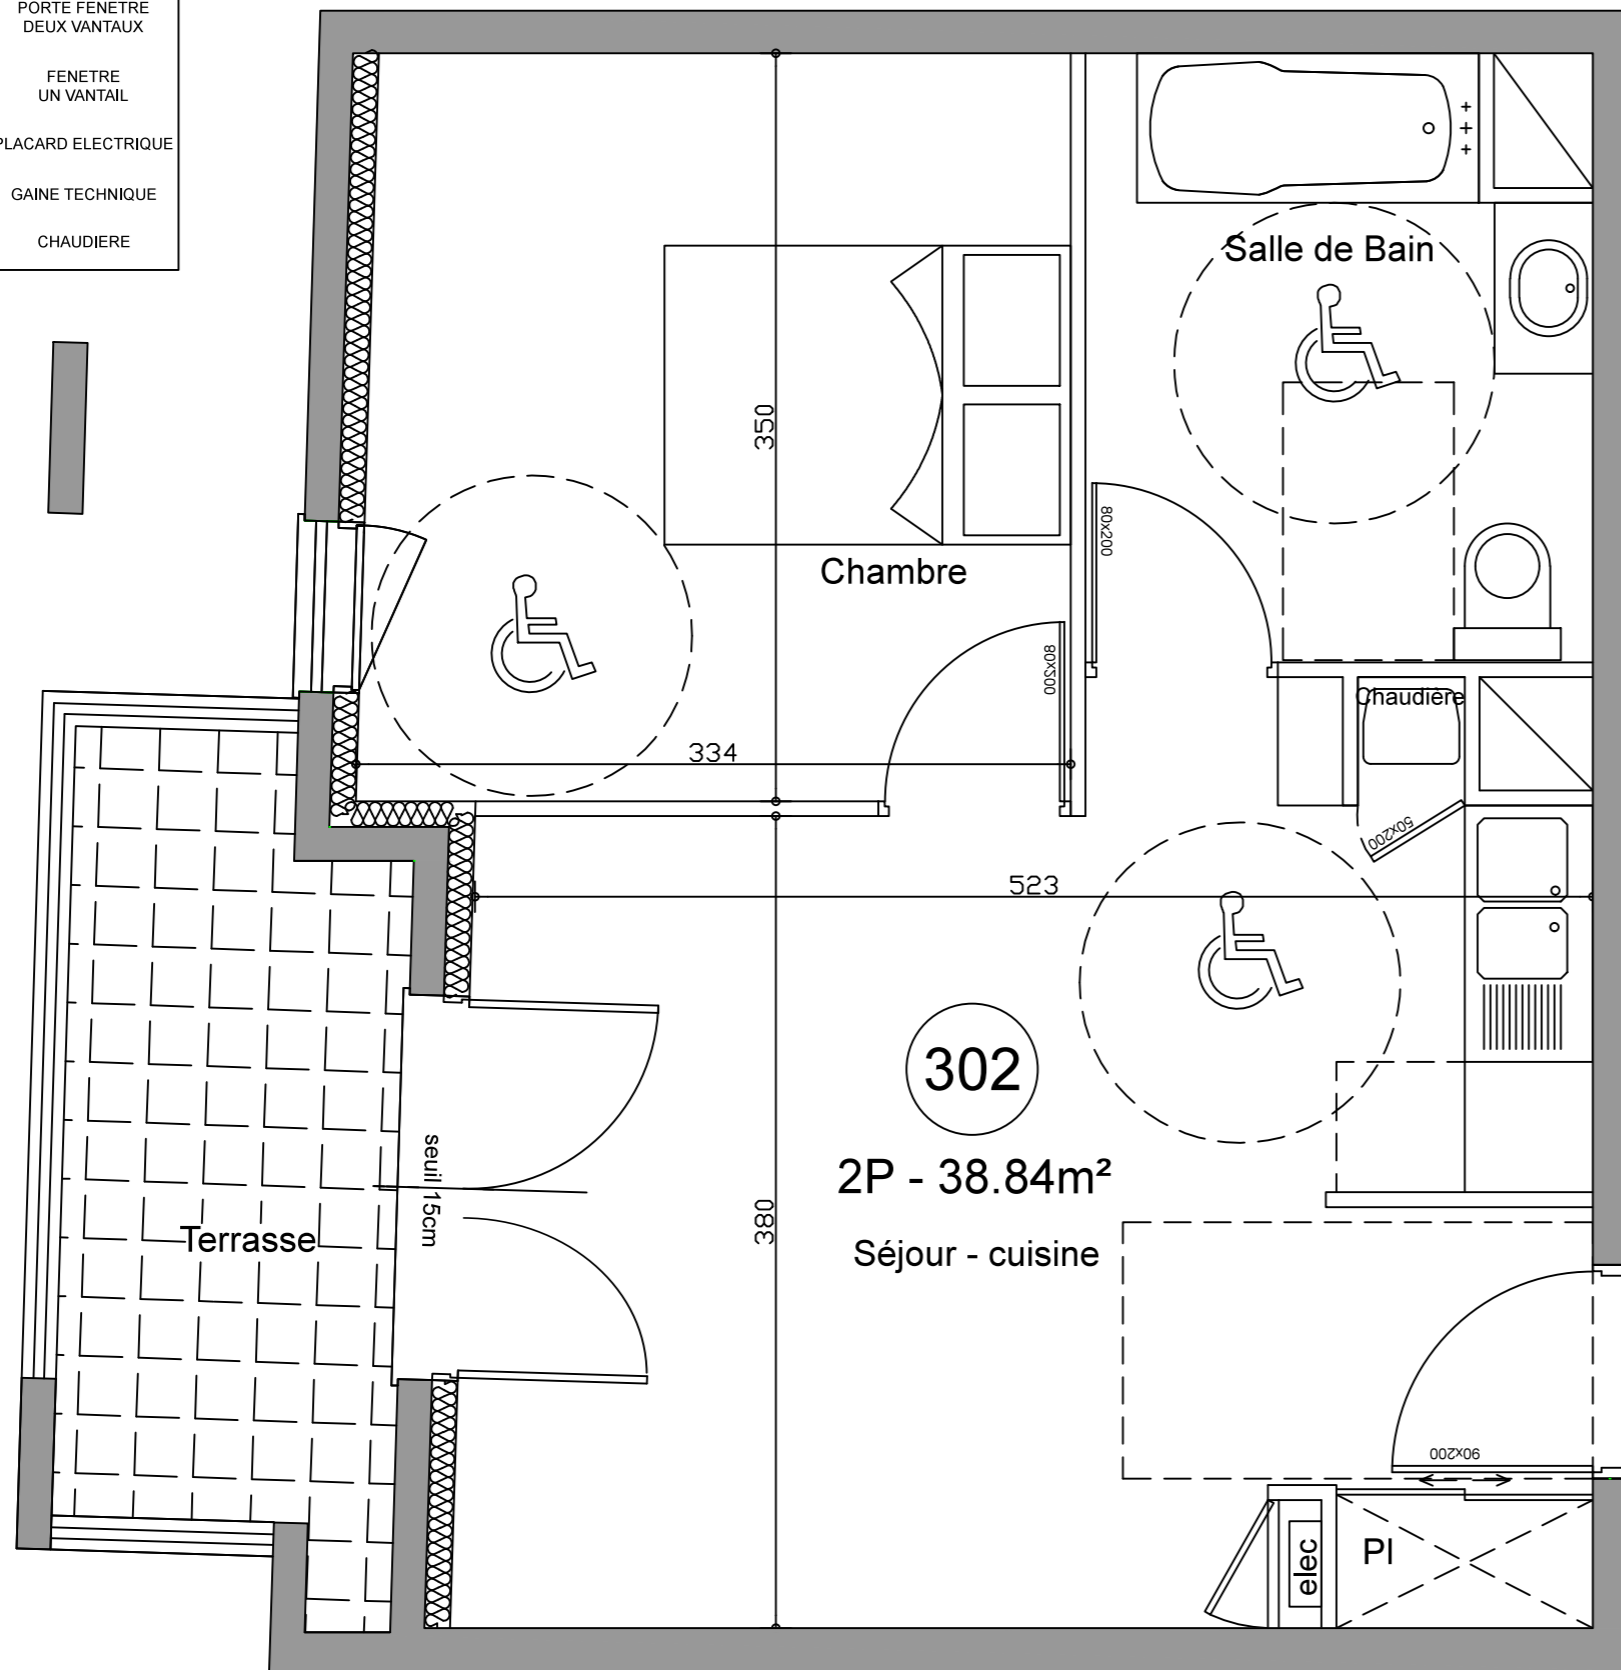 PORTE FENETRE
DEUX VANTAUX
FENETRE
UN VANTAIL
PLACARD ELECTRIQUE
GAINE TECHNIQUE
CHAUDIERE
Salle de Bain
350
80x200
Chambre
80x200
Chaudière
334
50x200
523
302
seuil 15cm
2P - 38.84m²
380
Terrasse
Séjour - cuisine
90x200
elec
Pl